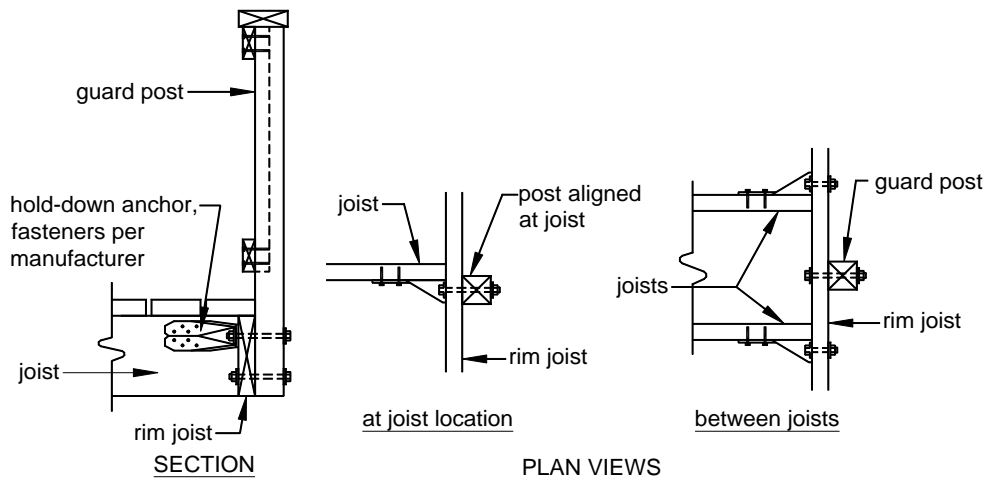 guard post
hold-down anchor,
fasteners per
manufacturer
joist
rim joist
SECTION
joist
post aligned
at joist
rim joist
at joist location
guard post
joists
rim joist
between joists
PLAN VIEWS